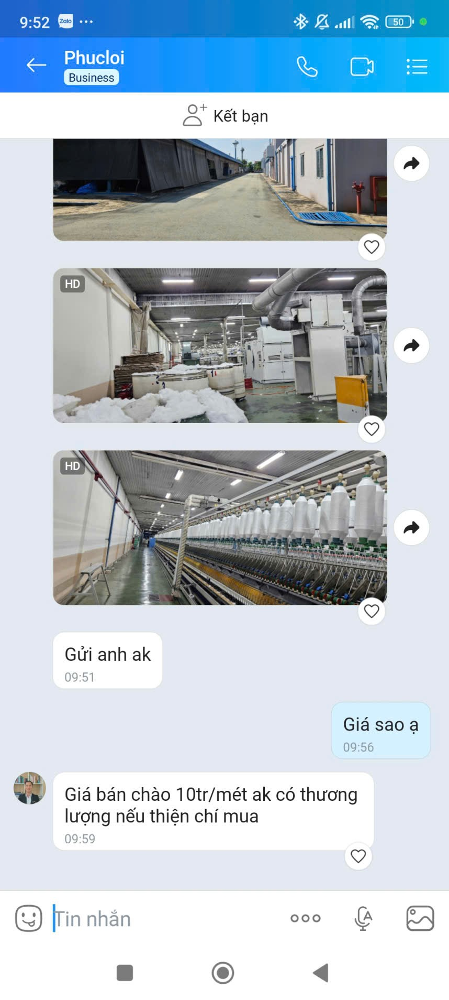 9:52 Zalo 50
Phucloi
Business
Kết bạn
HD
HD
Gửi anh ak
09:51
Giá sao ạ
09:56
Giá bán chào 10tr/mét ak có thương
lượng nếu thiện chí mua
09:59
Tin nhắn